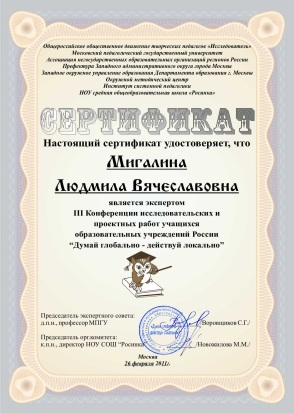 Общероссийское общественное движение творческих педагогов «Исследователь»
Московский педагогический государственный университет
Ассоциация негосударственных образовательных организаций регионов России
Префектура Западного административного округа города Москвы
Западное окружное управление образования Департамента образования г. Москвы
Окружной методический центр
Институт системной педагогики
НОУ средняя общеобразовательная школа «Росинка»
СЕРТИФИКАТ
Настоящий сертификат удостоверяет, что
Мигалина
Людмила Вячеславовна
является экспертом
III Конференции исследовательских и
проектных работ учащихся
образовательных учреждений России
“Думай глобально - действуй локально”
Председатель экспертного совета:
д.п.н., профессор МПГУ /Воровщиков С.Г./
Председатель оргкомитета:
к.п.н., директор НОУ СОШ “Росинка” /Новожилова М.М./
Москва
26 февраля 2011г.